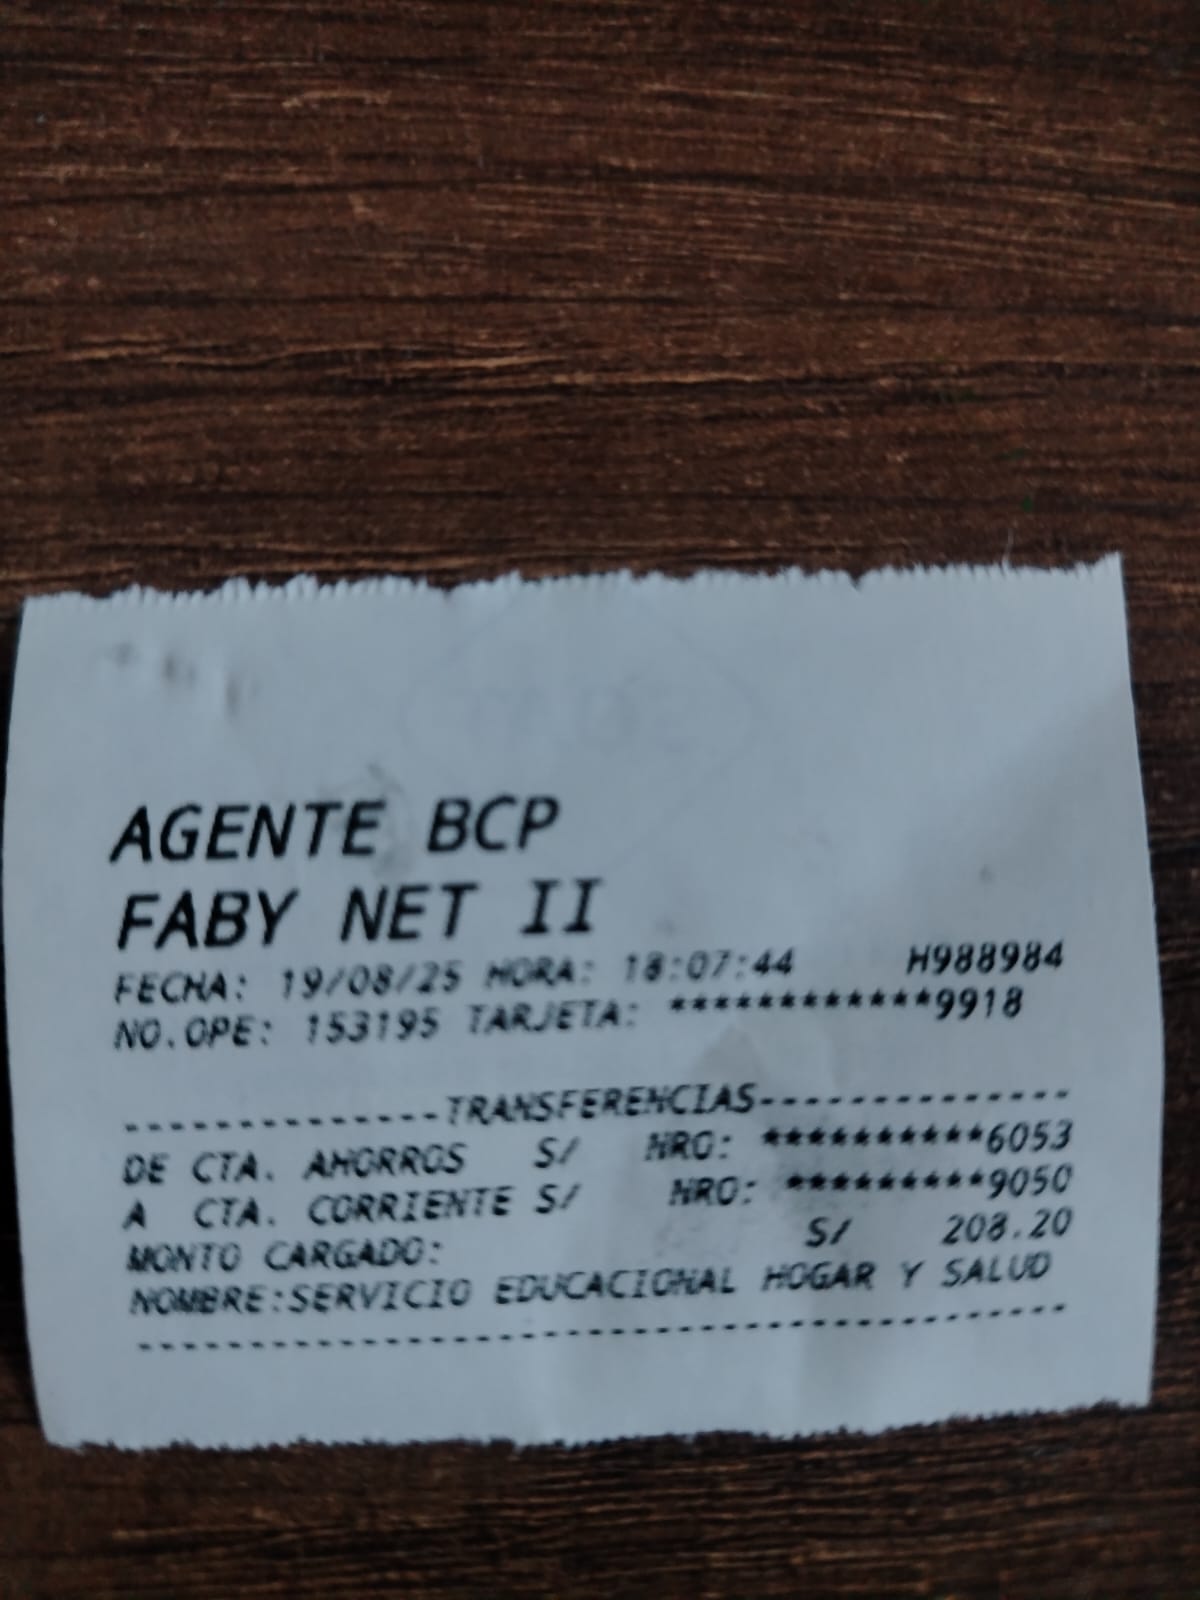 AGENTE BCP
FABY NET II
FECHA: 19/08/25 HORA: 18:07:44 H988984
NO.OPE: 153195 TARJETA: ************9918
--------------TRANSFERENCIAS--------------
DE CTA. AHORROS S/ NRO: **********6053
A CTA. CORRIENTE S/ NRO: *********9050
MONTO CARGADO: S/ 208.20
NOMBRE:SERVICIO EDUCACIONAL HOGAR Y SALUD
------------------------------------------